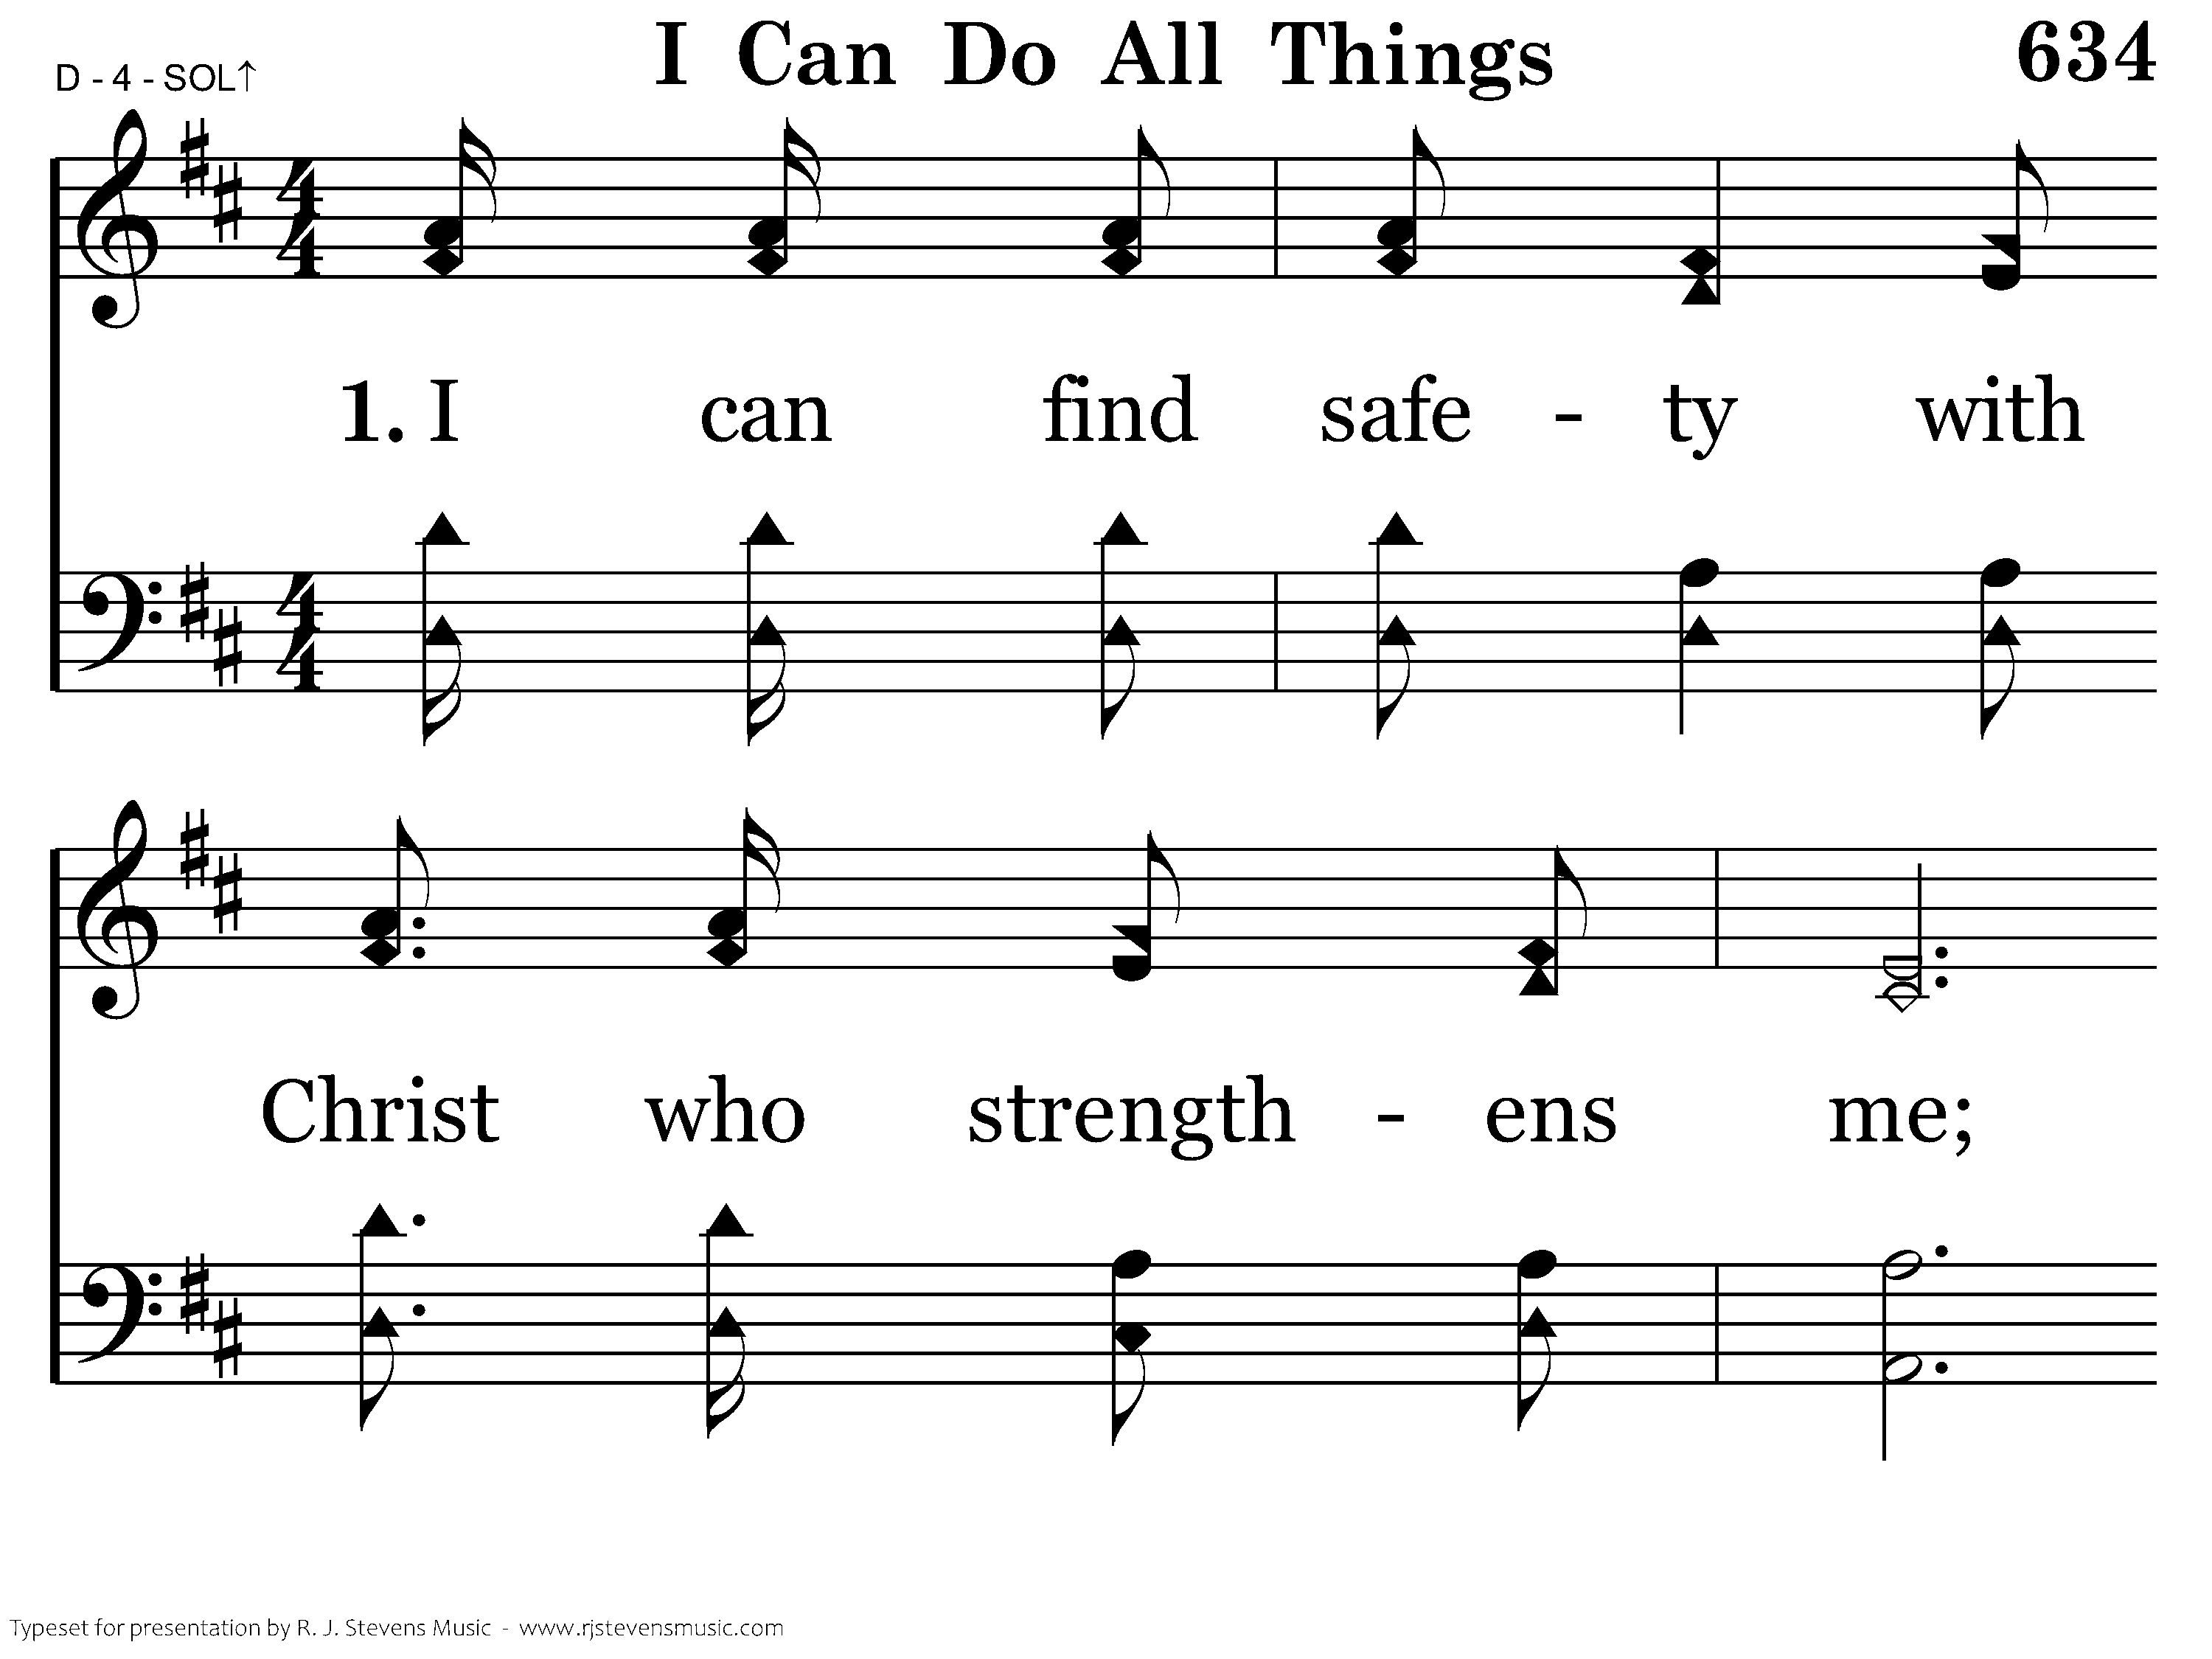 I Can Do All Things 634
D - 4 - SOL↑
1. I can find safe - ty with
Christ who strength - ens me;
Typeset for presentation by R. J. Stevens Music - www.rjstevensmusic.com